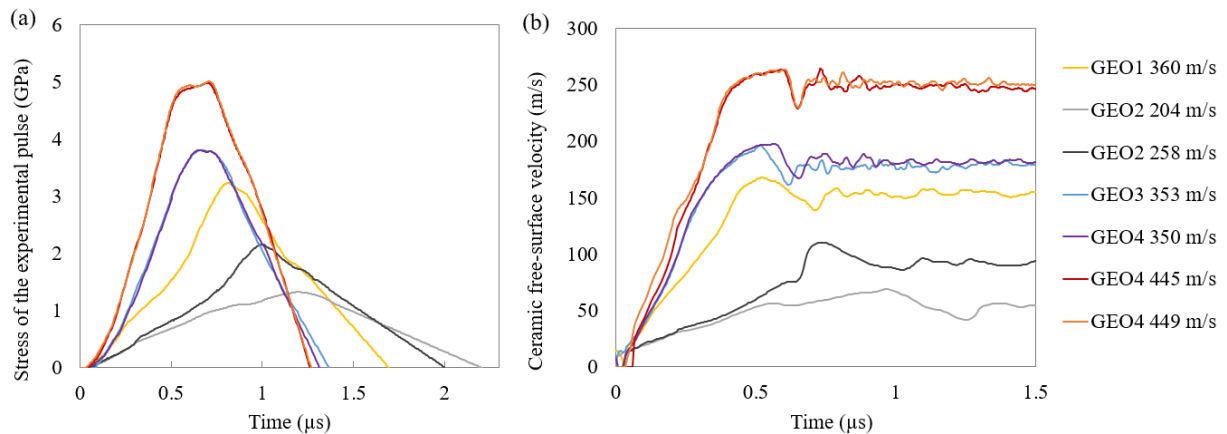 (a)
Stress of the experimental pulse (GPa)
6
5
4
3
2
1
0
0 0.5 1 1.5 2
Time (µs)
(b)
Ceramic free-surface velocity (m/s)
300
250
200
150
100
50
0
0 0.5 1 1.5
Time (µs)
GEO1 360 m/s
GEO2 204 m/s
GEO2 258 m/s
GEO3 353 m/s
GEO4 350 m/s
GEO4 445 m/s
GEO4 449 m/s